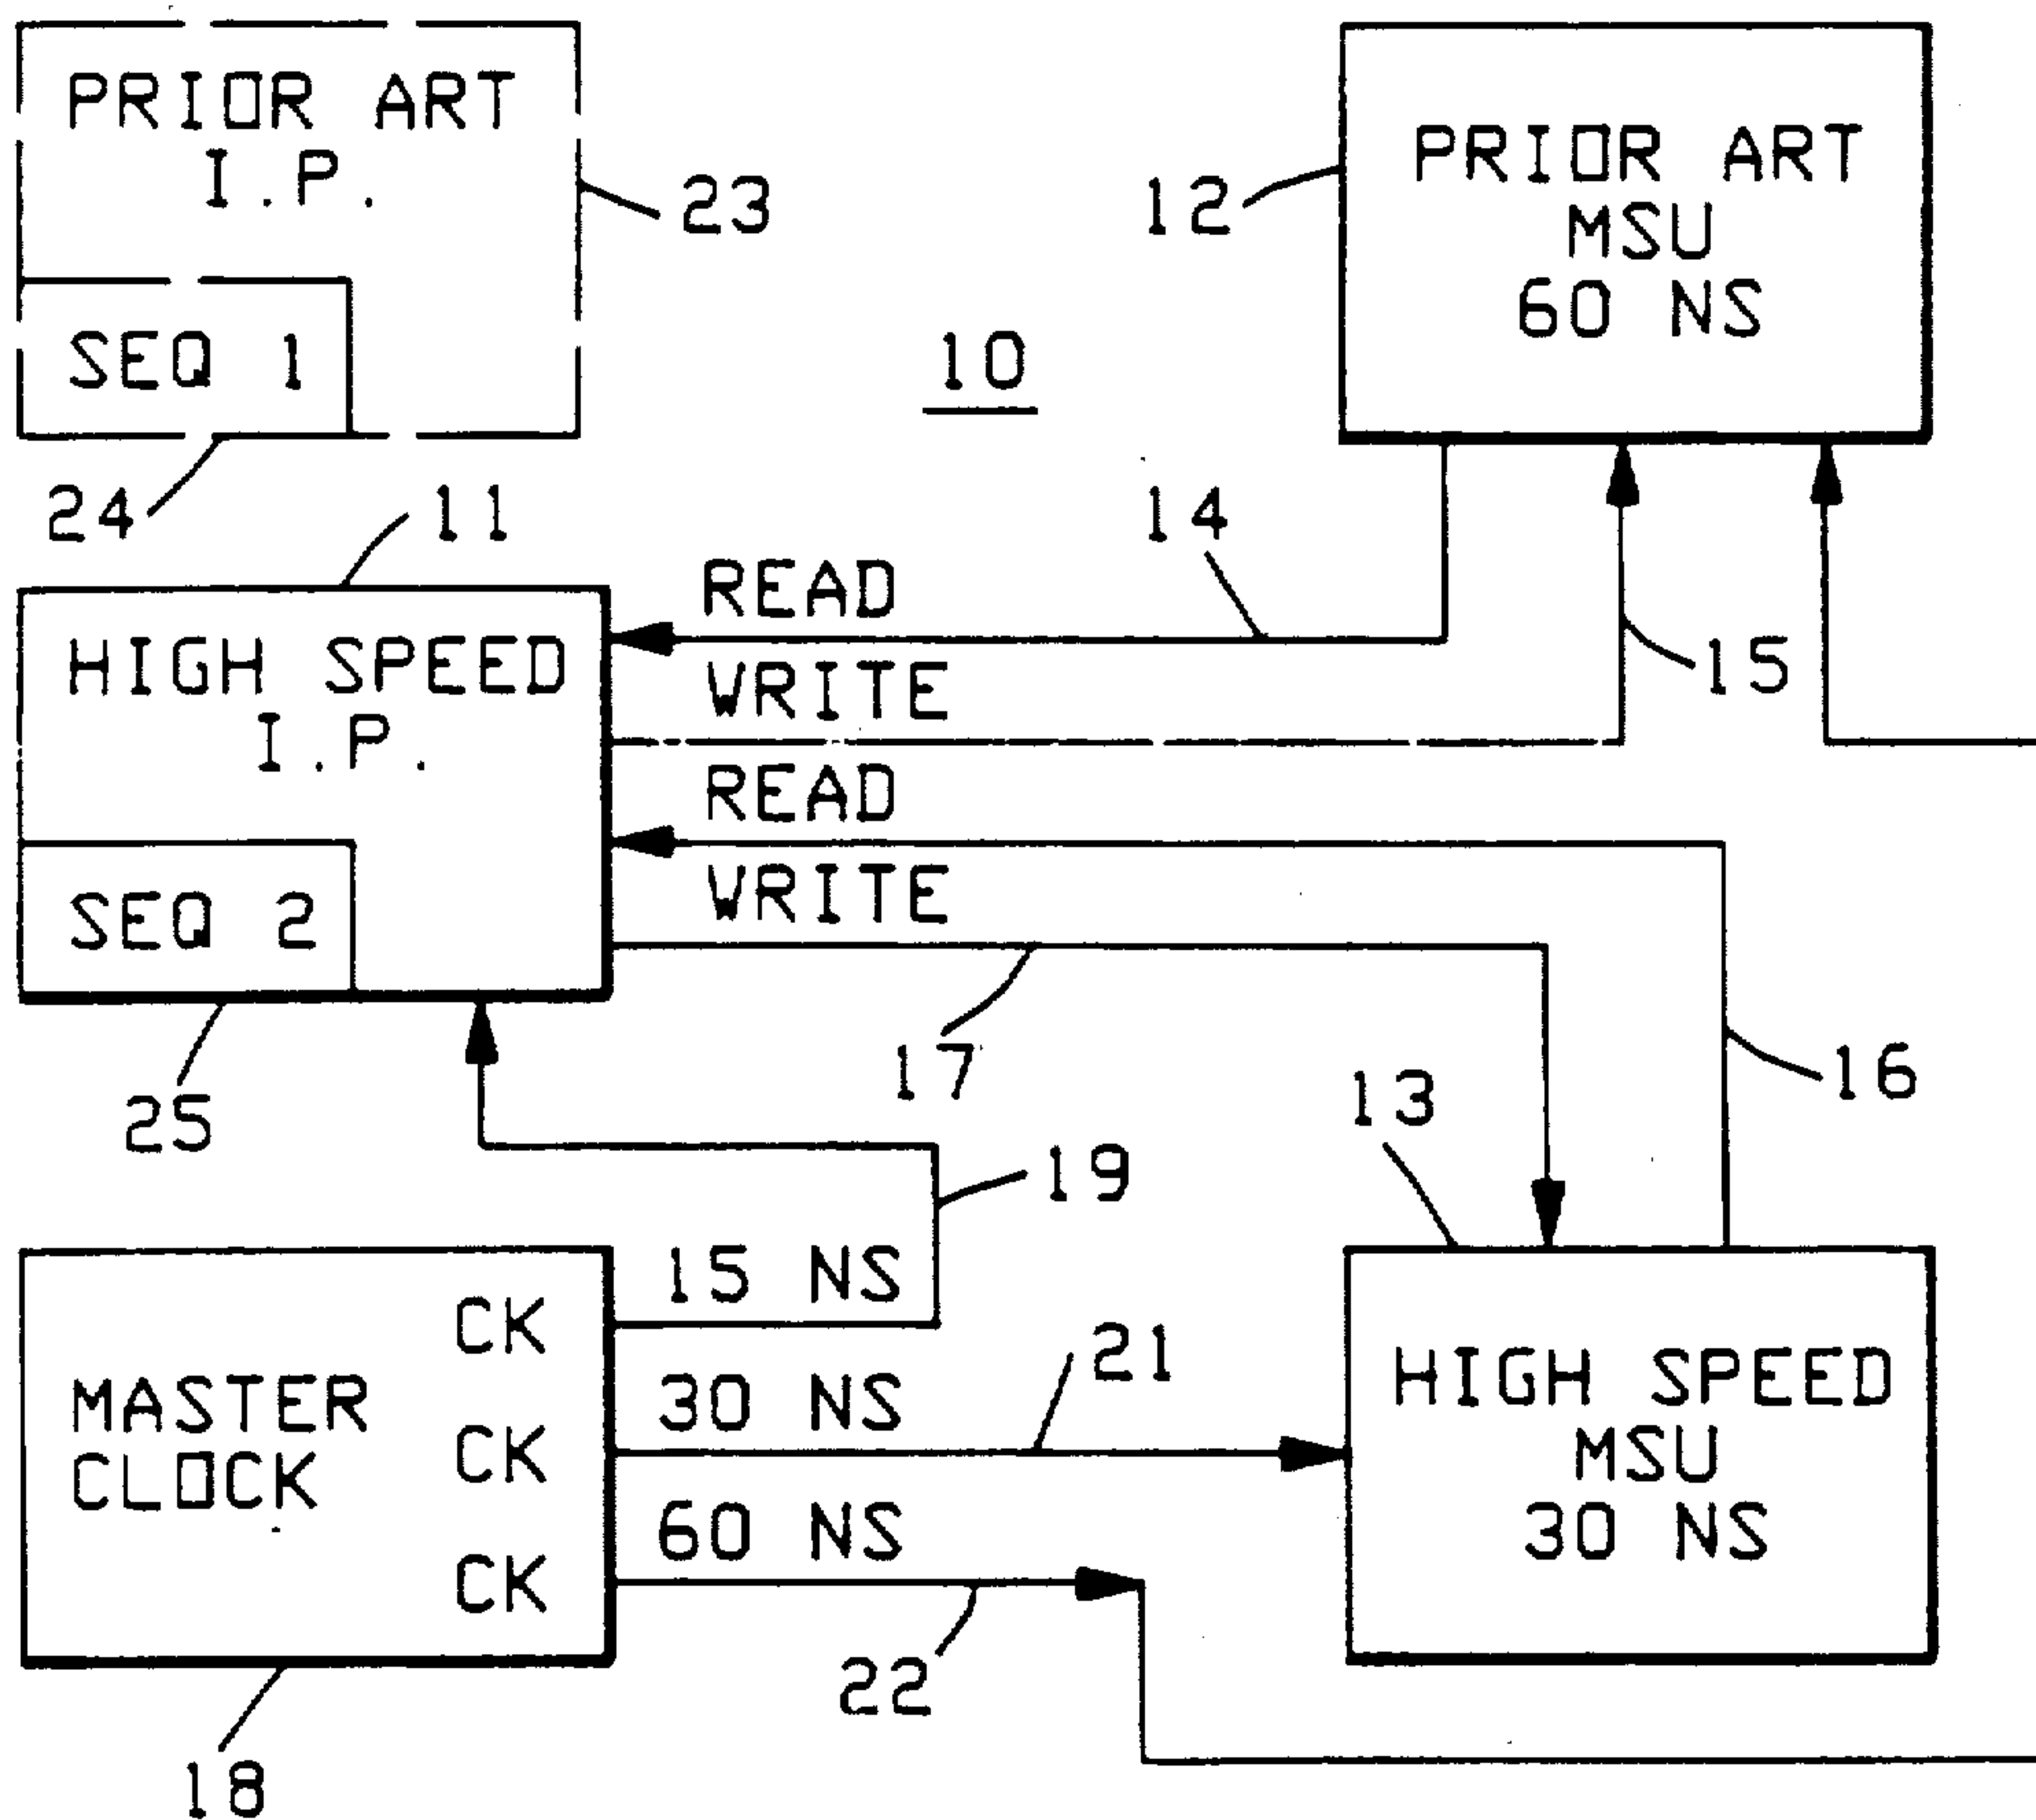 PRIOR ART
I.P.
23
SEQ 1
24
10
12
PRIOR ART
MSU
60 NS
11
14
15
HIGH SPEED
I.P.
SEQ 2
25
READ
WRITE
READ
WRITE
17
16
13
19
MASTER
CLOCK
CK
CK
CK
15 NS
30 NS
60 NS
21
22
18
HIGH SPEED
MSU
30 NS